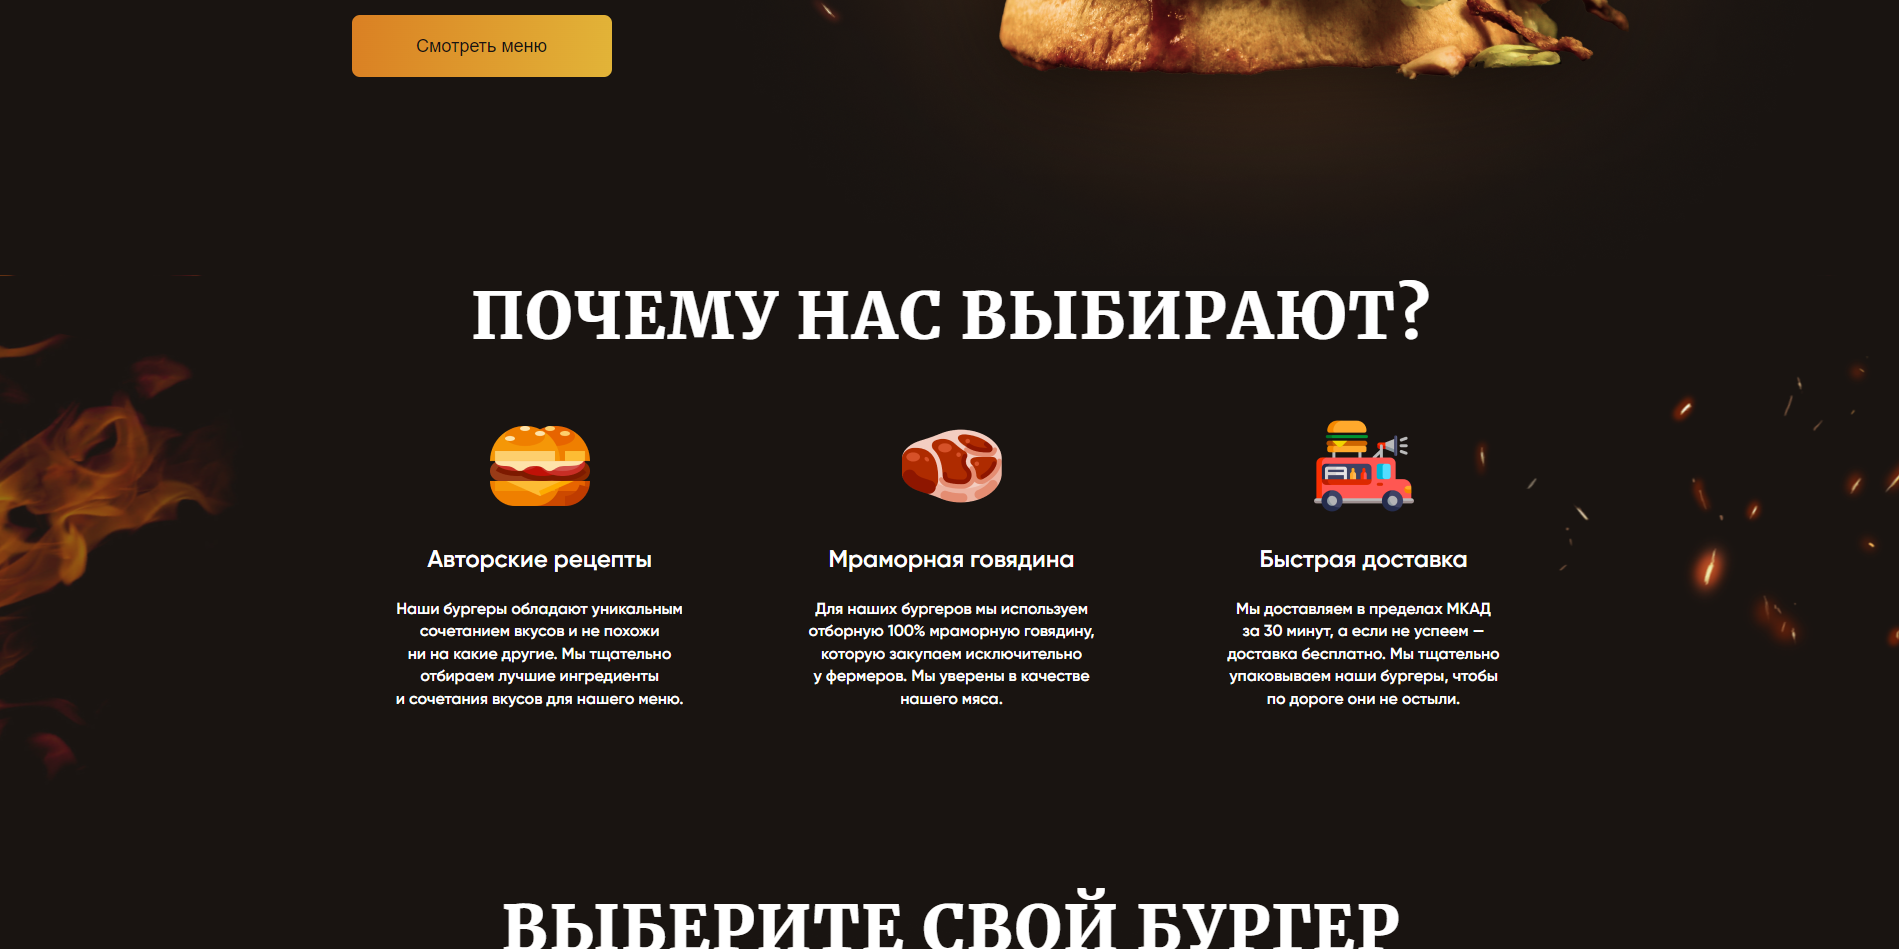 Смотреть меню
ПОЧЕМУ НАС ВЫБИРАЮТ?
Авторские рецепты
Наши бургеры обладают уникальным
сочетанием вкусов и не похожи
ни на какие другие. Мы тщательно
отбираем лучшие ингредиенты
и сочетания вкусов для нашего меню.
Мраморная говядина
Для наших бургеров мы используем
отборную 100% мраморную говядину,
которую закупаем исключительно
у фермеров. Мы уверены в качестве
нашего мяса.
Быстрая доставка
Мы доставляем в пределах МКАД
за 30 минут, а если не успеем —
доставка бесплатно. Мы тщательно
упаковываем наши бургеры, чтобы
по дороге они не остыли.
ВЫБЕРИТЕ СВОЙ БУРГЕР